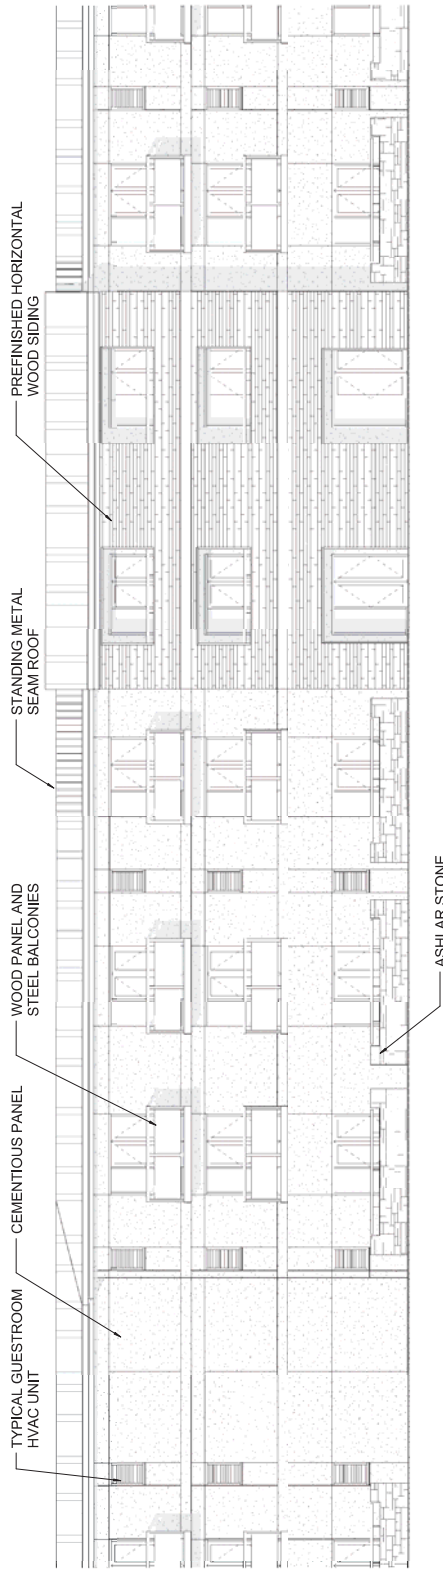 TYPICAL GUESTROOM
HVAC UNIT
CEMENTIOUS PANEL
WOOD PANEL AND
STEEL BALCONIES
STANDING METAL
SEAM ROOF
PREFINISHED HORIZONTAL
WOOD SIDING
ASHLAR STONE